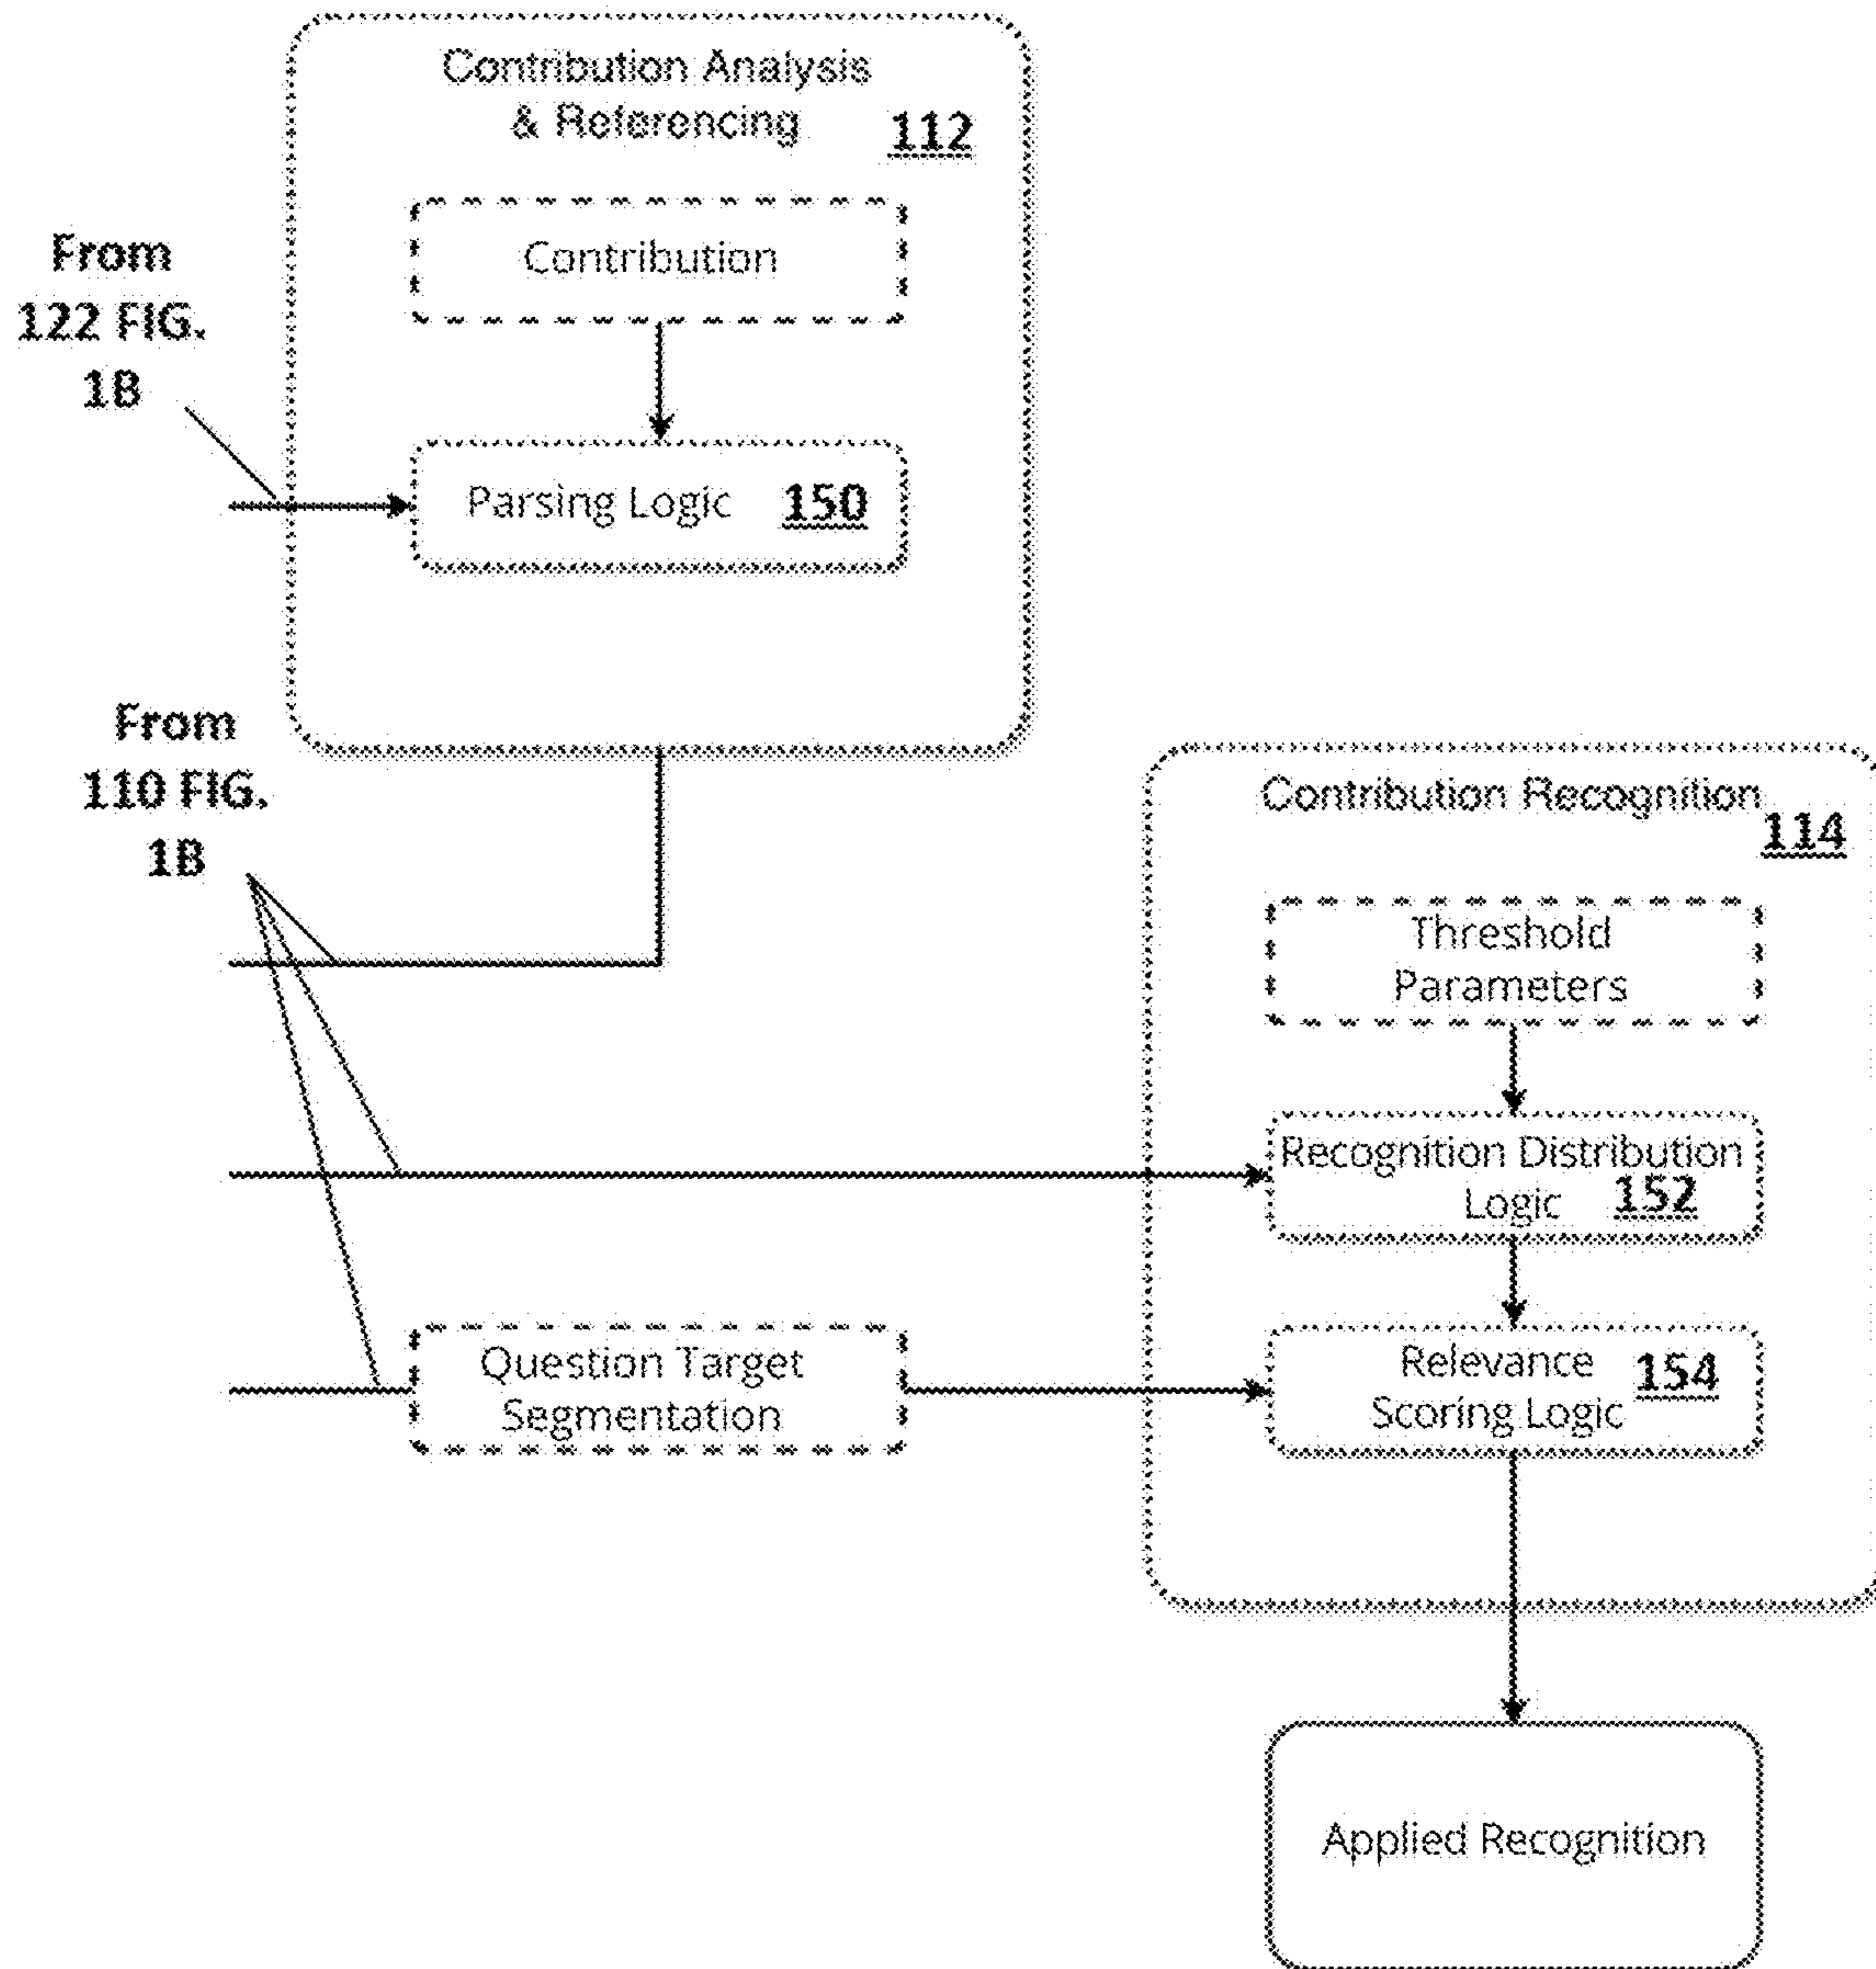 Contribution Analysis
& Referencing
112
Contribution
From
122 FIG.
1B
Parsing Logic 150
From
110 FIG.
1B
Contribution Recognition
114
Threshold
Parameters
Recognition Distribution
Logic 152
Question Target
Segmentation
Relevance
Scoring Logic
154
Applied Recognition